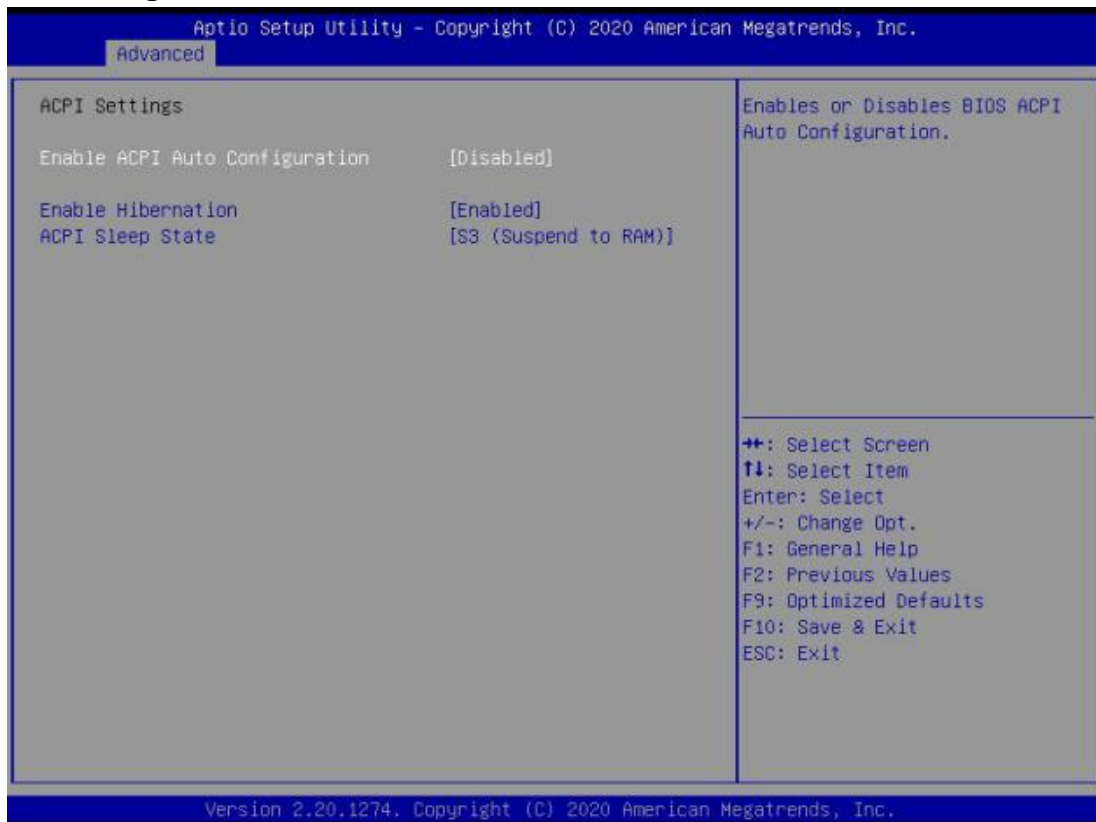 Aptio Setup Utility – Copyright (C) 2020 American Megatrends, Inc.
Advanced
ACPI Settings
Enable ACPI Auto Configuration [Disabled]
Enable Hibernation [Enabled]
ACPI Sleep State [S3 (Suspend to RAM)]
Enables or Disables BIOS ACPI
Auto Configuration.
→←: Select Screen
↑↓: Select Item
Enter: Select
+/-: Change Opt.
F1: General Help
F2: Previous Values
F9: Optimized Defaults
F10: Save & Exit
ESC: Exit
Version 2.20.1274. Copyright (C) 2020 American Megatrends, Inc.